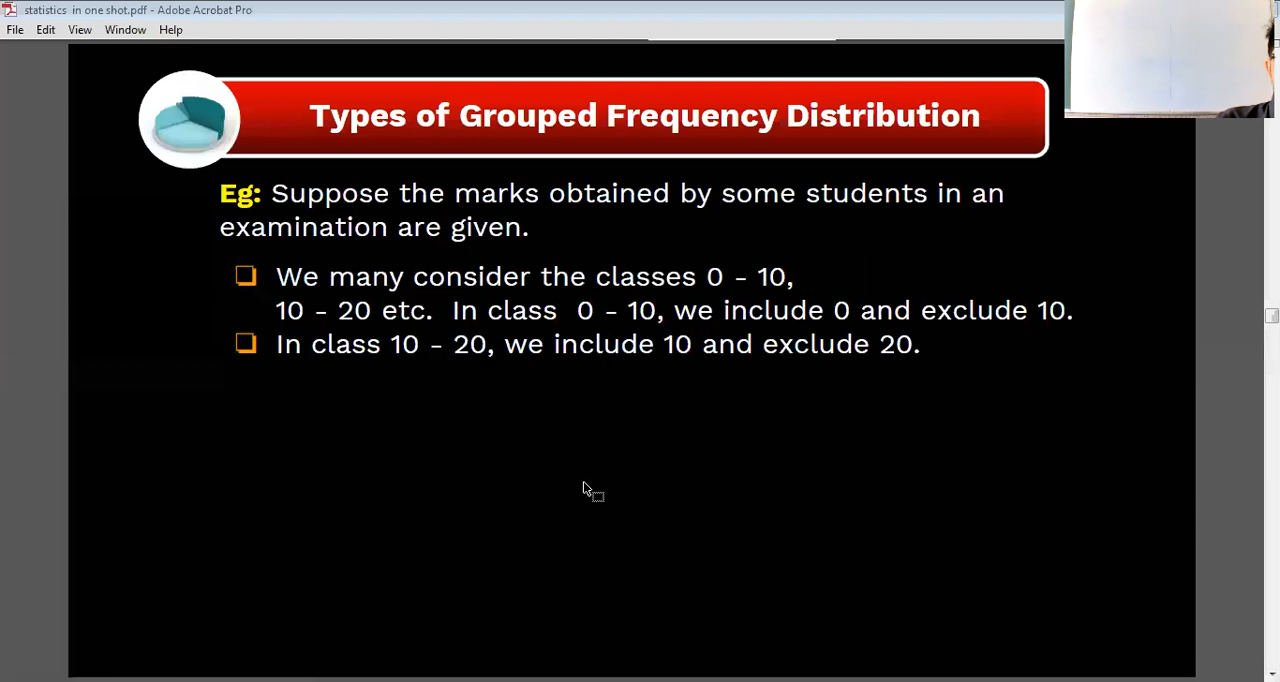 statistics in one shot.pdf - Adobe Acrobat Pro
File Edit View Window Help
Types of Grouped Frequency Distribution
Eg: Suppose the marks obtained by some students in an
examination are given.
We many consider the classes 0 - 10,
10 - 20 etc. In class 0 - 10, we include 0 and exclude 10.
In class 10 - 20, we include 10 and exclude 20.